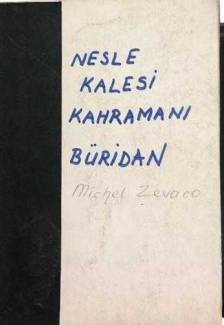 NESLE
KALESİ
KAHRAMANI
BÜRİDAN
Michel Zevaco